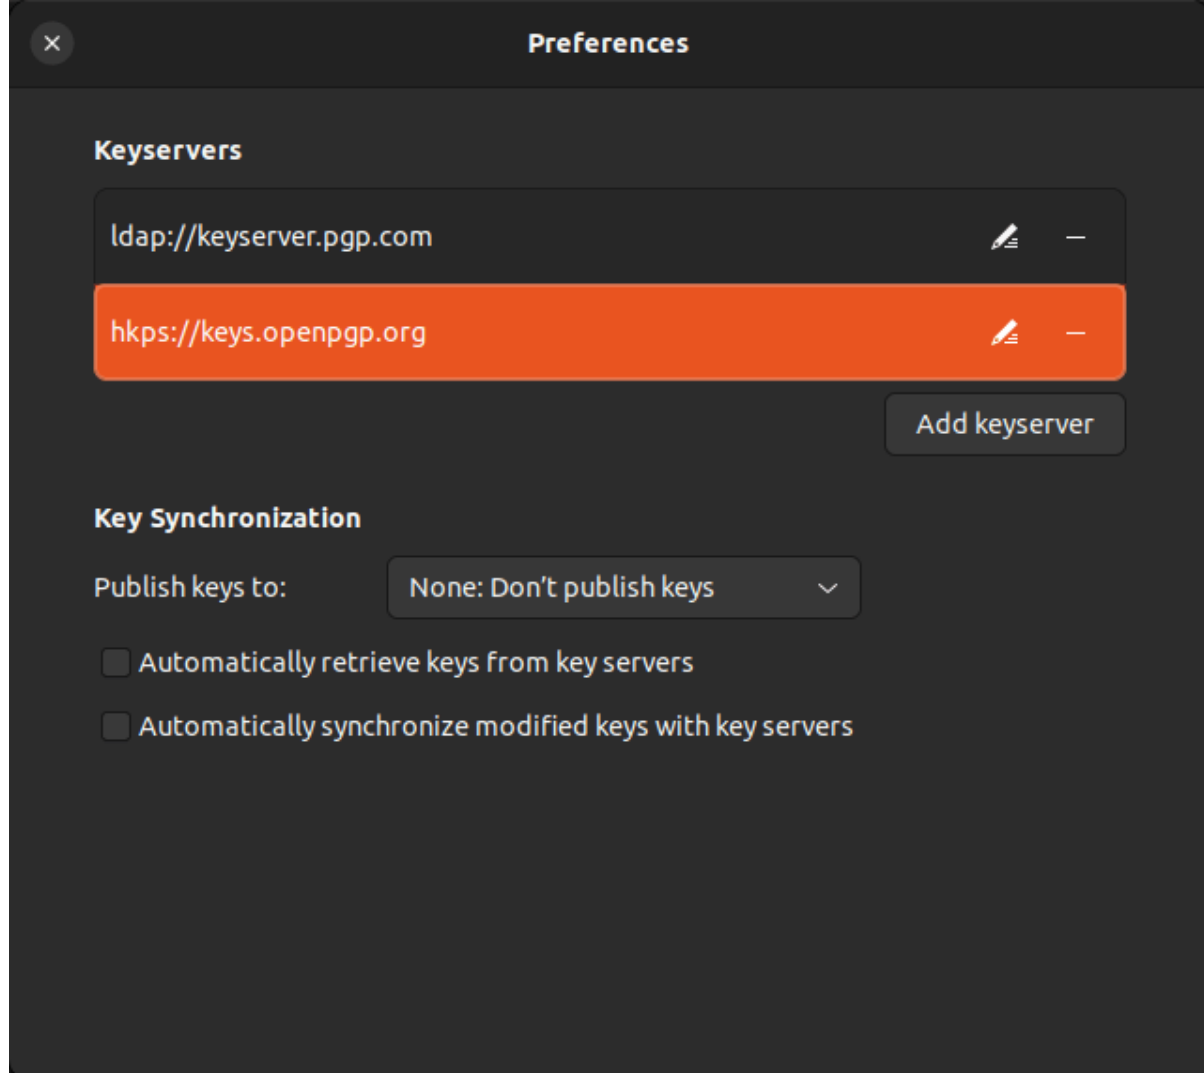 Preferences
Keyservers
ldap://keyserver.pgp.com
hkps://keys.openpgp.org
Add keyserver
Key Synchronization
Publish keys to: None: Don’t publish keys
Automatically retrieve keys from key servers
Automatically synchronize modified keys with key servers